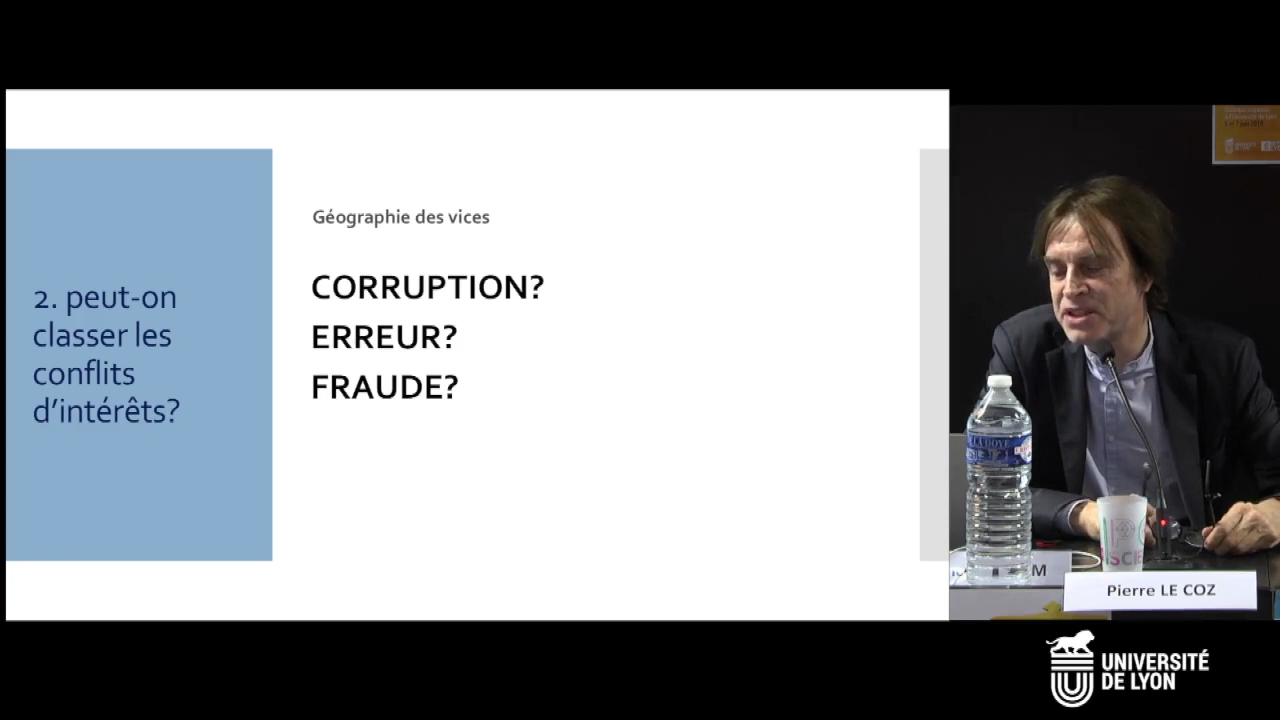 Géographie des vices
CORRUPTION?
ERREUR?
FRAUDE?
2. peut-on
classer les
conflits
d'intérêts?
Pierre LE COZ
UNIVERSITÉ
DE LYON